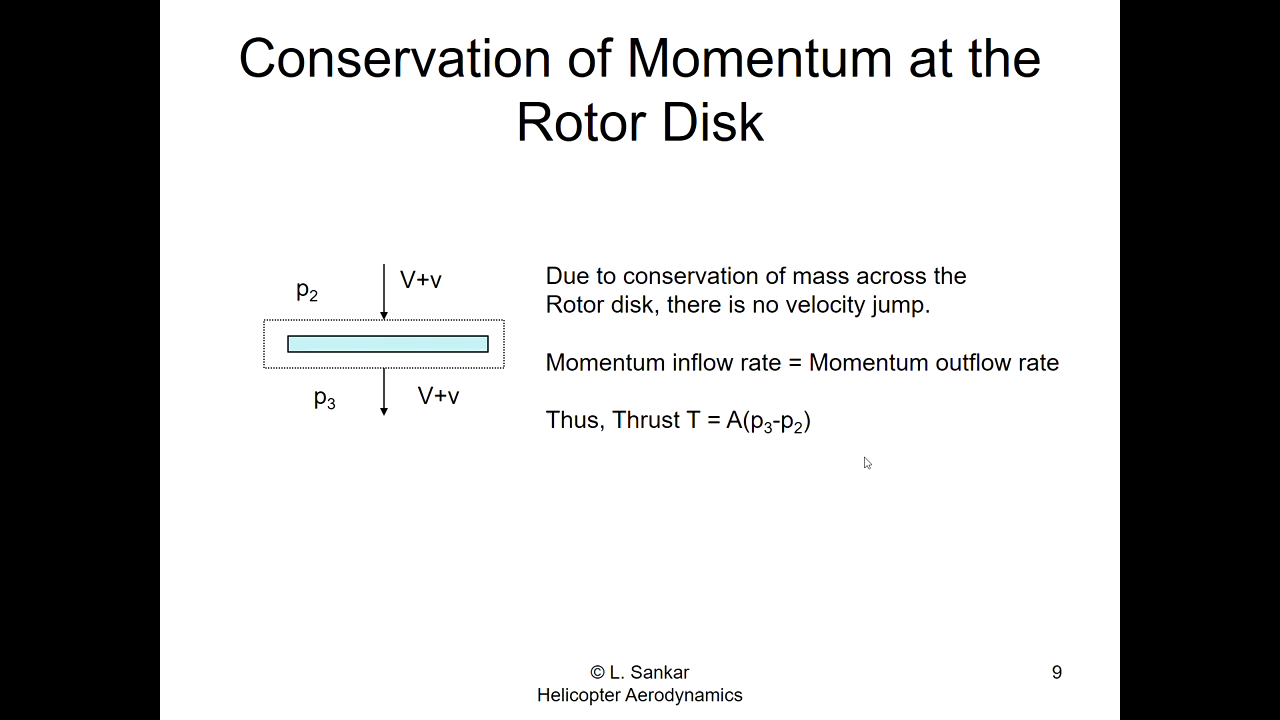 Conservation of Momentum at the
Rotor Disk
p₂
V+v
p₃
V+v
Due to conservation of mass across the
Rotor disk, there is no velocity jump.
Momentum inflow rate = Momentum outflow rate
Thus, Thrust T = A(p₃-p₂)
© L. Sankar
Helicopter Aerodynamics
9